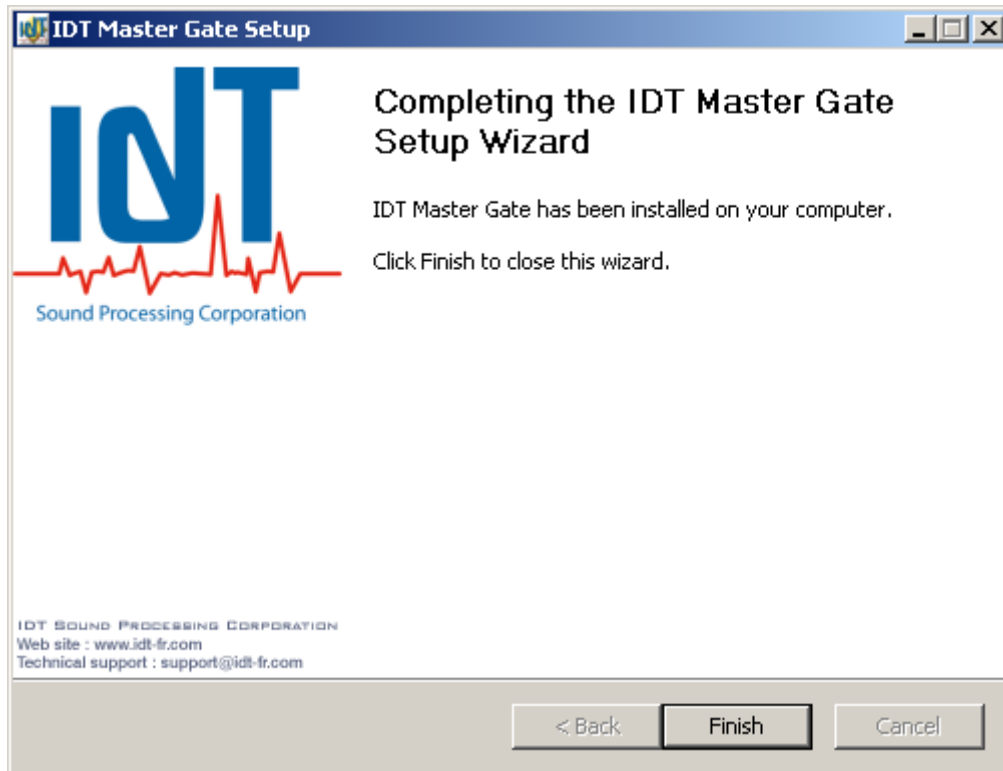 IDT Master Gate Setup
IDT
Sound Processing Corporation
Completing the IDT Master Gate
Setup Wizard
IDT Master Gate has been installed on your computer.
Click Finish to close this wizard.
IDT SOUND PROCESSING CORPORATION
Web site : www.idt-fr.com
Technical support : support@idt-fr.com
< Back
Finish
Cancel